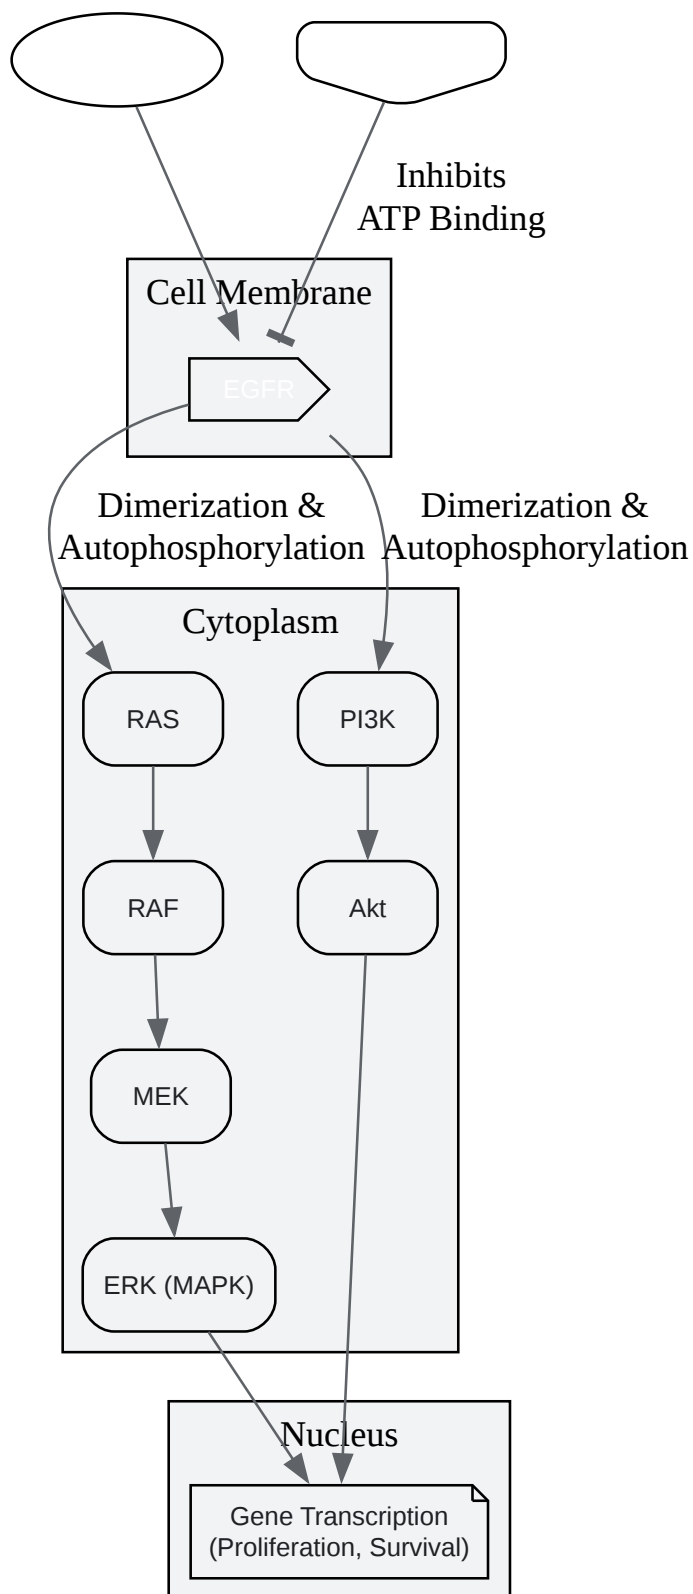 Inhibits
ATP Binding
Cell Membrane
EGFR
Dimerization &
Autophosphorylation
Dimerization &
Autophosphorylation
Cytoplasm
RAS
PI3K
RAF
Akt
MEK
ERK (MAPK)
Nucleus
Gene Transcription
(Proliferation, Survival)